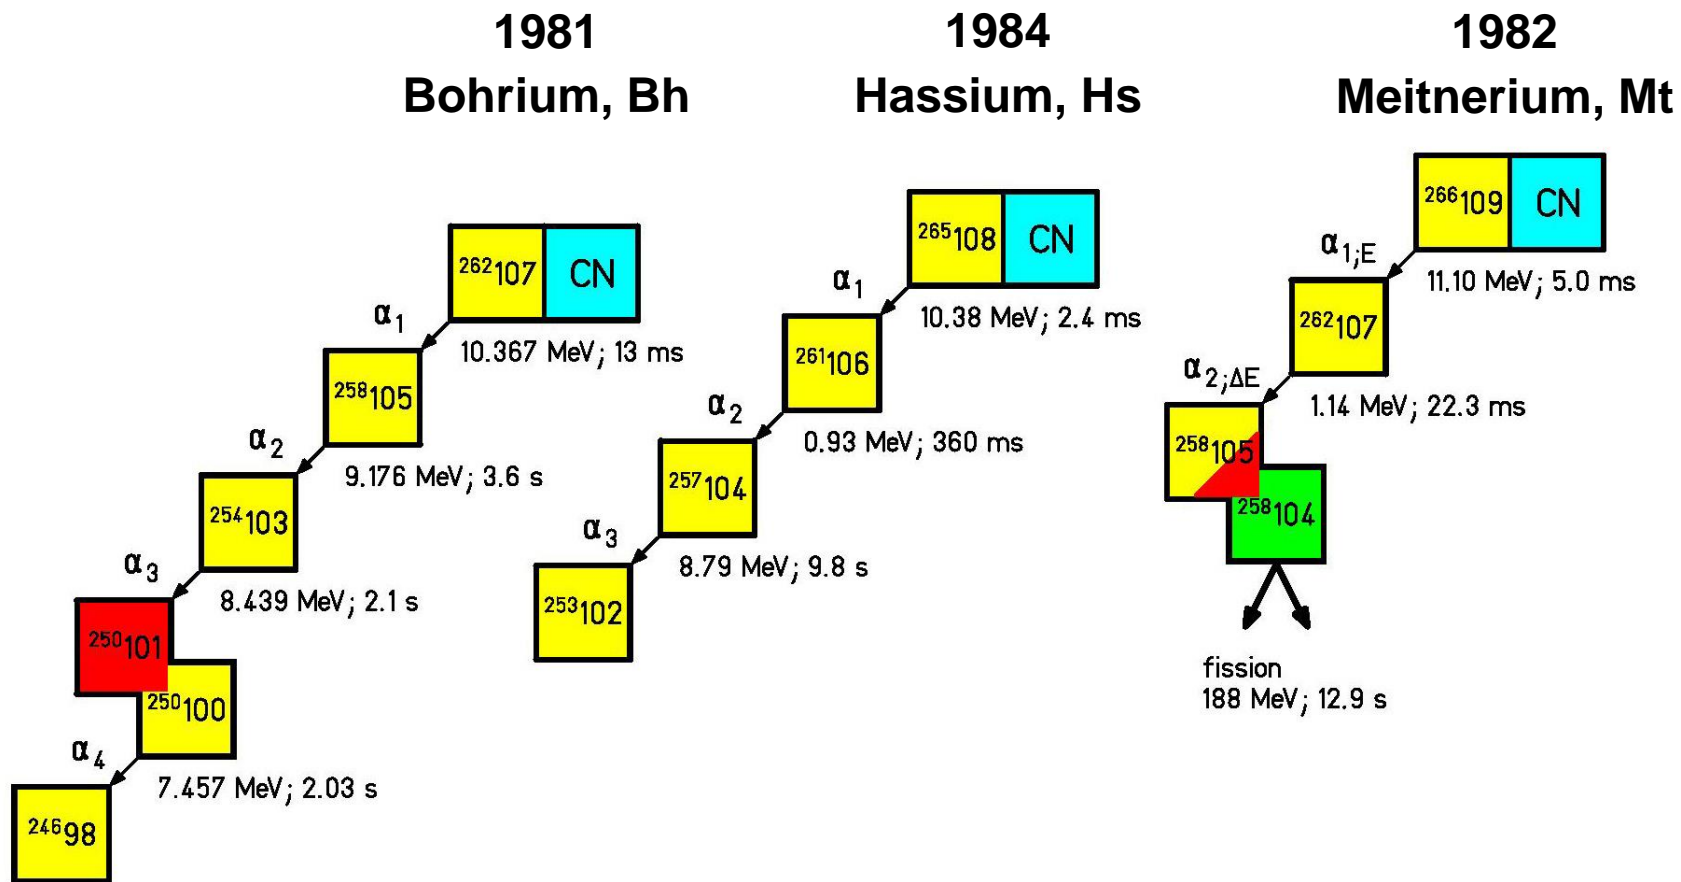 1981
Bohrium, Bh
²⁶²107 CN
α₁
10.367 MeV; 13 ms
²⁵⁸105
α₂
9.176 MeV; 3.6 s
²⁵⁴103
α₃
8.439 MeV; 2.1 s
²⁵⁰101
²⁵⁰100
α₄
7.457 MeV; 2.03 s
²⁴⁶98
1984
Hassium, Hs
²⁶⁵108 CN
α₁
10.38 MeV; 2.4 ms
²⁶¹106
α₂
0.93 MeV; 360 ms
²⁵⁷104
α₃
8.79 MeV; 9.8 s
²⁵³102
1982
Meitnerium, Mt
²⁶⁶109 CN
α₁;E
11.10 MeV; 5.0 ms
²⁶²107
α₂;ΔE
1.14 MeV; 22.3 ms
²⁵⁸105
²⁵⁸104
fission
188 MeV; 12.9 s